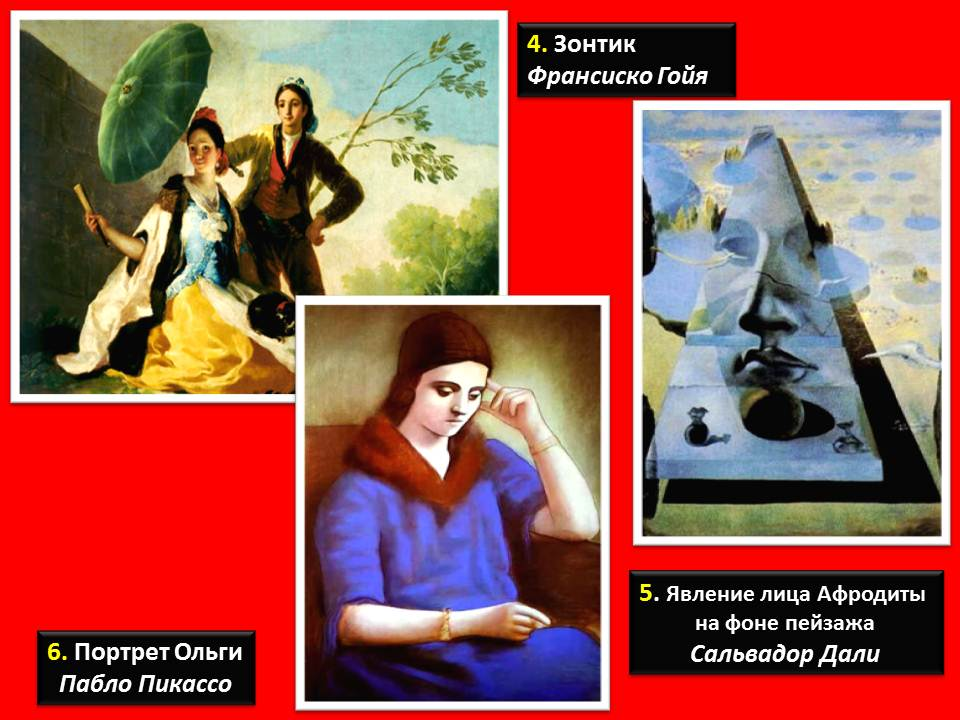 4. Зонтик
Франсиско Гойя
5. Явление лица Афродиты
на фоне пейзажа
Сальвадор Дали
6. Портрет Ольги
Пабло Пикассо